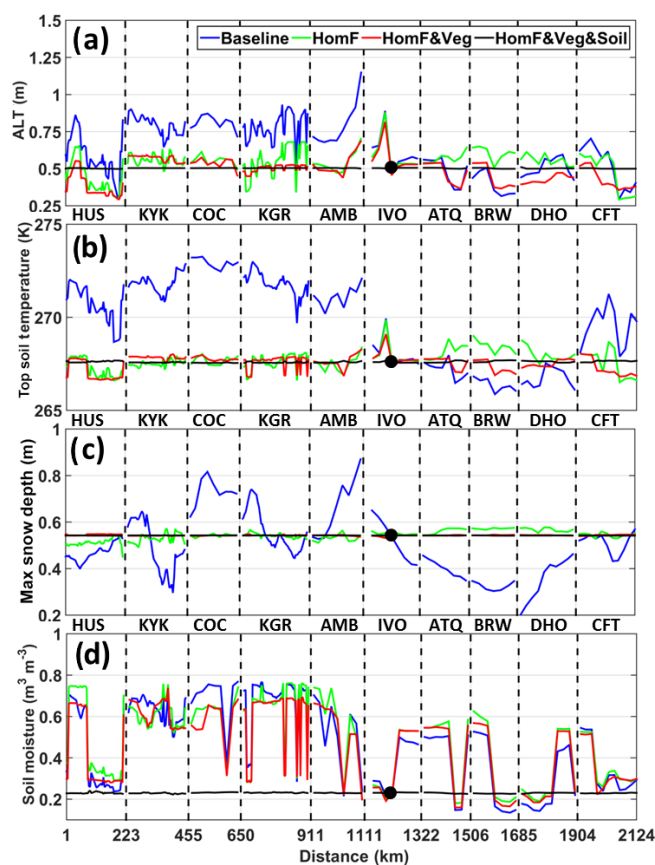 (a)
Baseline HomF HomF&Veg HomF&Veg&Soil
ALT (m)
1.5
1.25
1
0.75
0.5
0.25
HUS KYK COC KGR AMB IVO ATQ BRW DHO CFT
(b)
Top soil temperature (K)
275
270
265
HUS KYK COC KGR AMB IVO ATQ BRW DHO CFT
(c)
Max snow depth (m)
1
0.8
0.6
0.4
0.2
HUS KYK COC KGR AMB IVO ATQ BRW DHO CFT
(d)
Soil moisture (m³ m⁻³)
1
0.8
0.6
0.4
0.2
1 223 455 650 911 1111 1322 1506 1685 1904 2124
Distance (km)